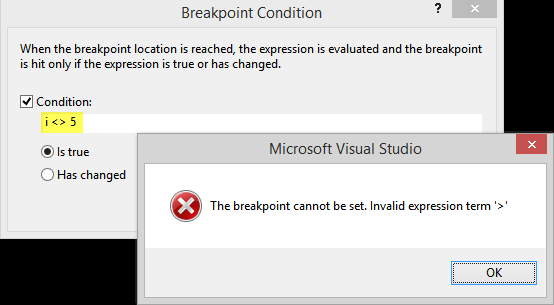 Breakpoint Condition
?
When the breakpoint location is reached, the expression is evaluated and the breakpoint
is hit only if the expression is true or has changed.
Condition:
i <> 5
Is true
Has changed
Microsoft Visual Studio
The breakpoint cannot be set. Invalid expression term '>'
OK